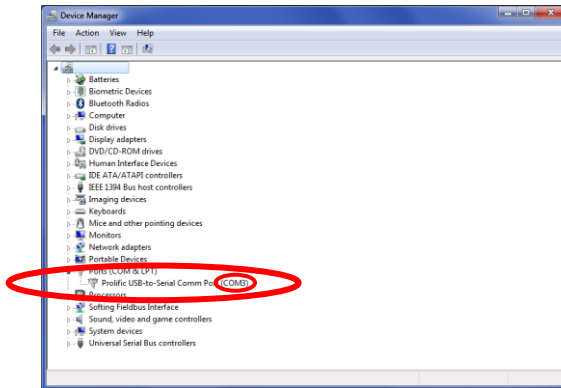 Device Manager
File Action View Help
Batteries
Biometric Devices
Bluetooth Radios
Computer
Disk drives
Display adapters
DVD/CD-ROM drives
Human Interface Devices
IDE ATA/ATAPI controllers
IEEE 1394 Bus host controllers
Imaging devices
Keyboards
Mice and other pointing devices
Monitors
Network adapters
Portable Devices
Ports (COM & LPT)
Prolific USB-to-Serial Comm Port (COM3)
Processors
Softing Fieldbus Interface
Sound, video and game controllers
System devices
Universal Serial Bus controllers